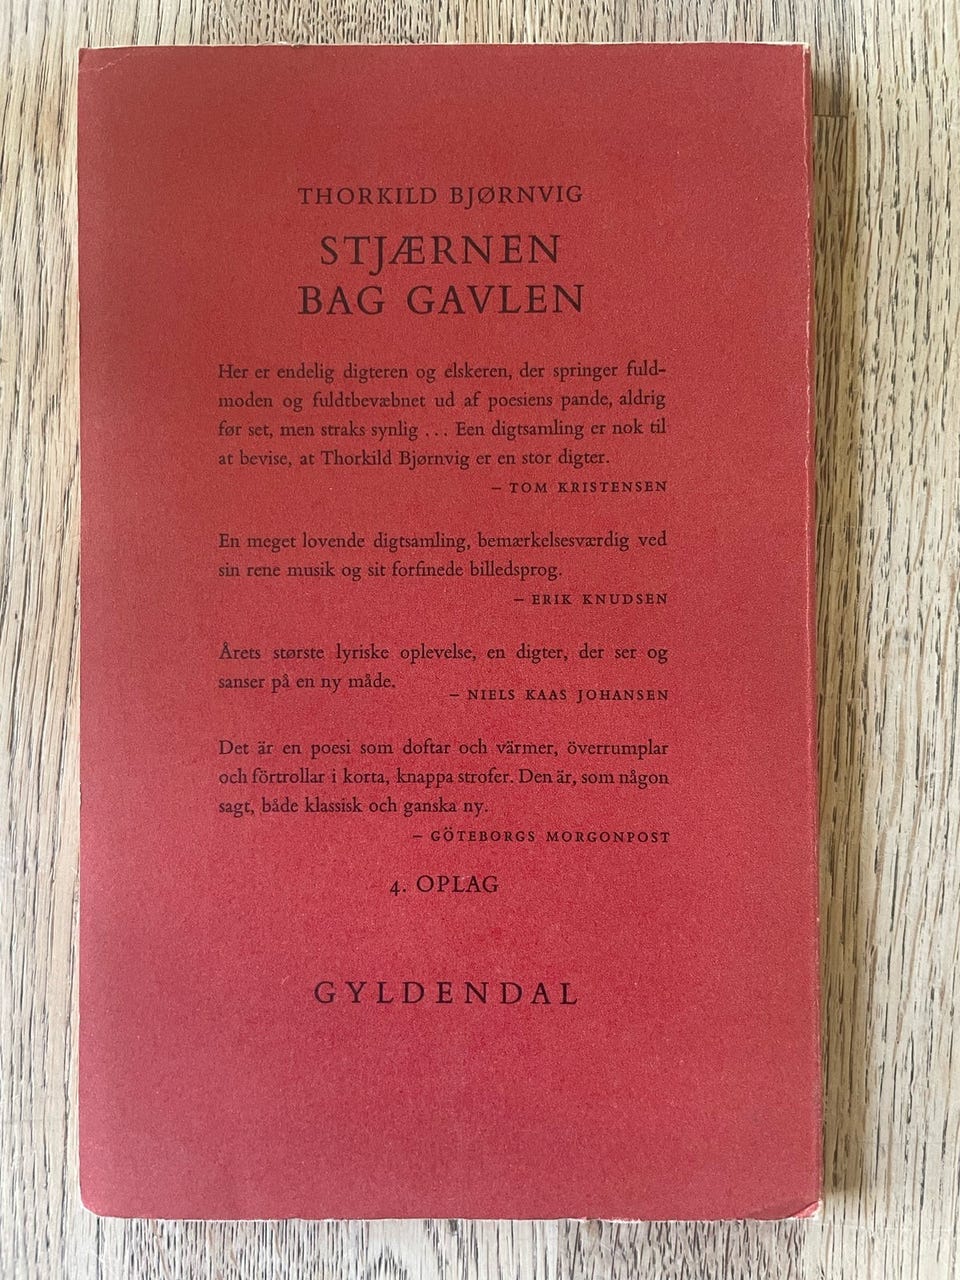 THORKILD BJØRNVIG
STJÆRNEN
BAG GAVLEN
Her er endelig digteren og elskeren, der springer fuld-
moden og fuldtbevæbnet ud af poesiens pande, aldrig
før set, men straks synlig ... Een digtsamling er nok til
at bevise, at Thorkild Bjørnvig er en stor digter.
– TOM KRISTENSEN
En meget lovende digtsamling, bemærkelsesværdig ved
sin rene musik og sit forfinede billedsprog.
– ERIK KNUDSEN
Årets største lyriske oplevelse, en digter, der ser og
sanser på en ny måde.
– NIELS KAAS JOHANSEN
Det är en poesi som doftar och värmer, överrumplar
och förtrollar i korta, knappa strofer. Den är, som någon
sagt, både klassisk och ganska ny.
– GÖTEBORGS MORGONPOST
4. OPLAG
GYLDENDAL